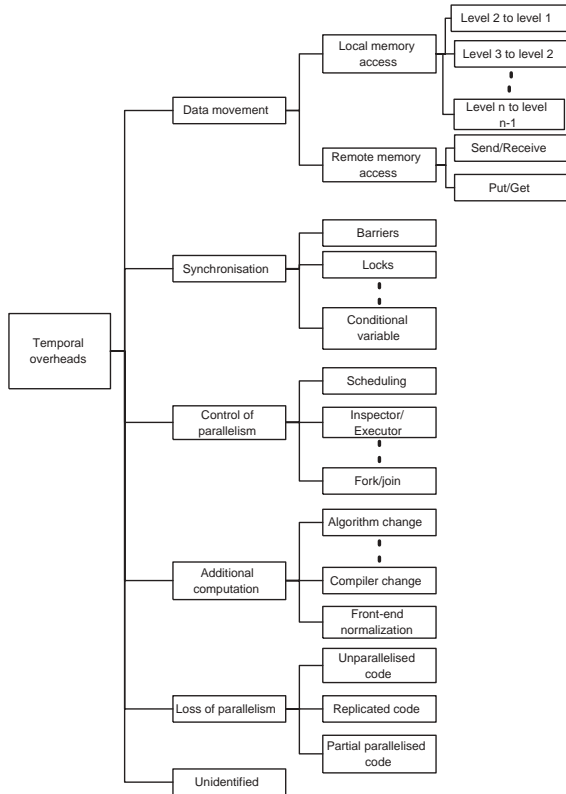 Temporal
overheads
Data movement
Local memory
access
Level 2 to level 1
Level 3 to level 2
Level n to level
n-1
Remote memory
access
Send/Receive
Put/Get
Synchronisation
Barriers
Locks
Conditional
variable
Control of
parallelism
Scheduling
Inspector/
Executor
Fork/join
Additional
computation
Algorithm change
Compiler change
Front-end
normalization
Loss of parallelism
Unparallelised
code
Replicated code
Partial parallelised
code
Unidentified